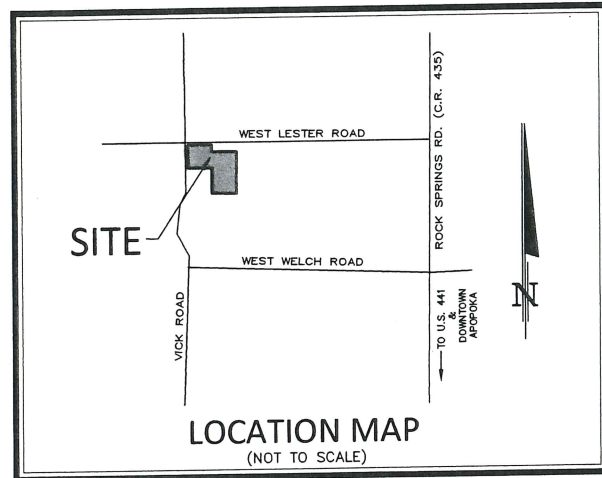 ROCK SPRINGS RD. (C.R. 435)
WEST LESTER ROAD
SITE
WEST WELCH ROAD
VICK ROAD
TO U.S. 441
&
DOWNTOWN
APOPOKA
N
LOCATION MAP
(NOT TO SCALE)